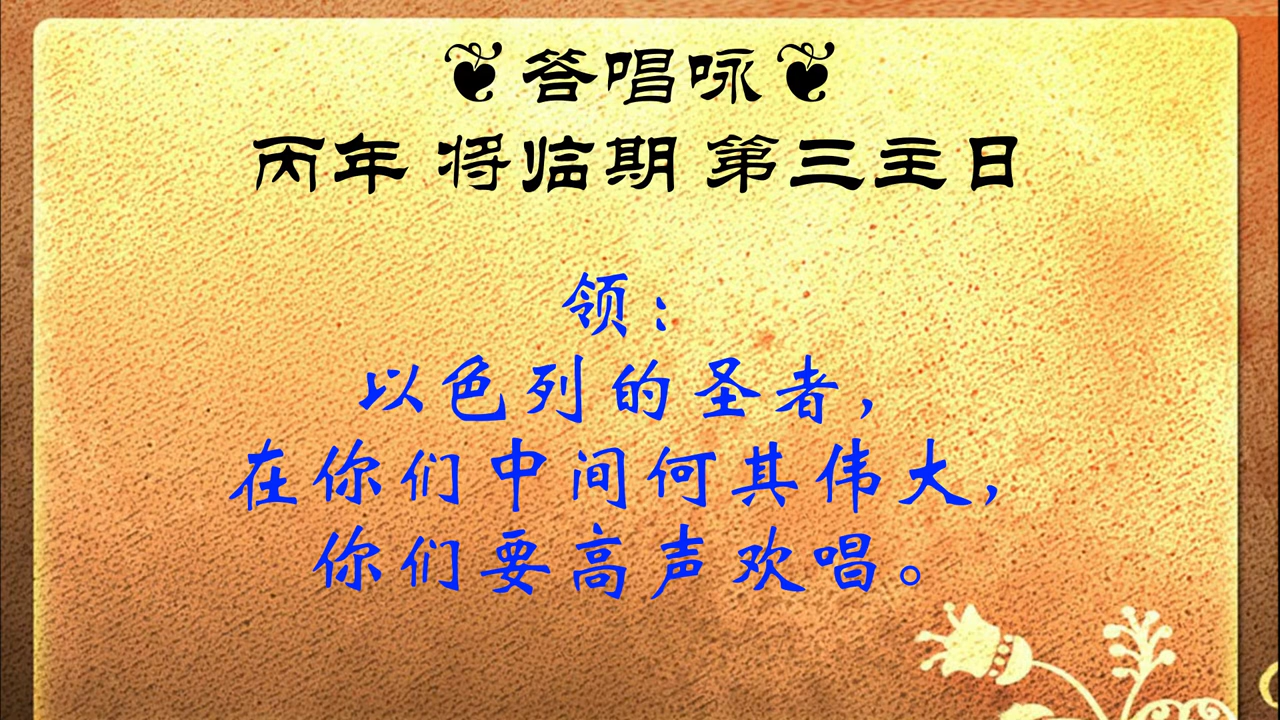 答唱咏
丙年 将临期 第三主日
领：
以色列的圣者，
在你们中间何其伟大，
你们要高声欢唱。